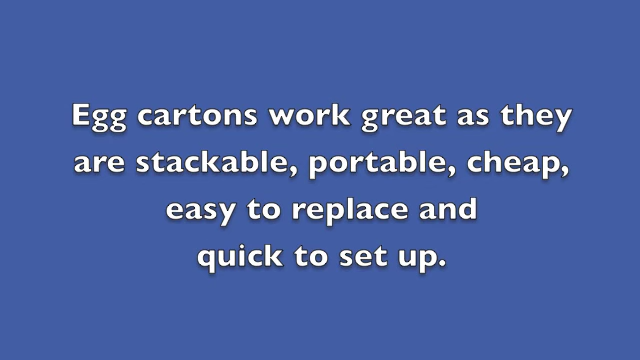 Egg cartons work great as they
are stackable, portable, cheap,
easy to replace and
quick to set up.